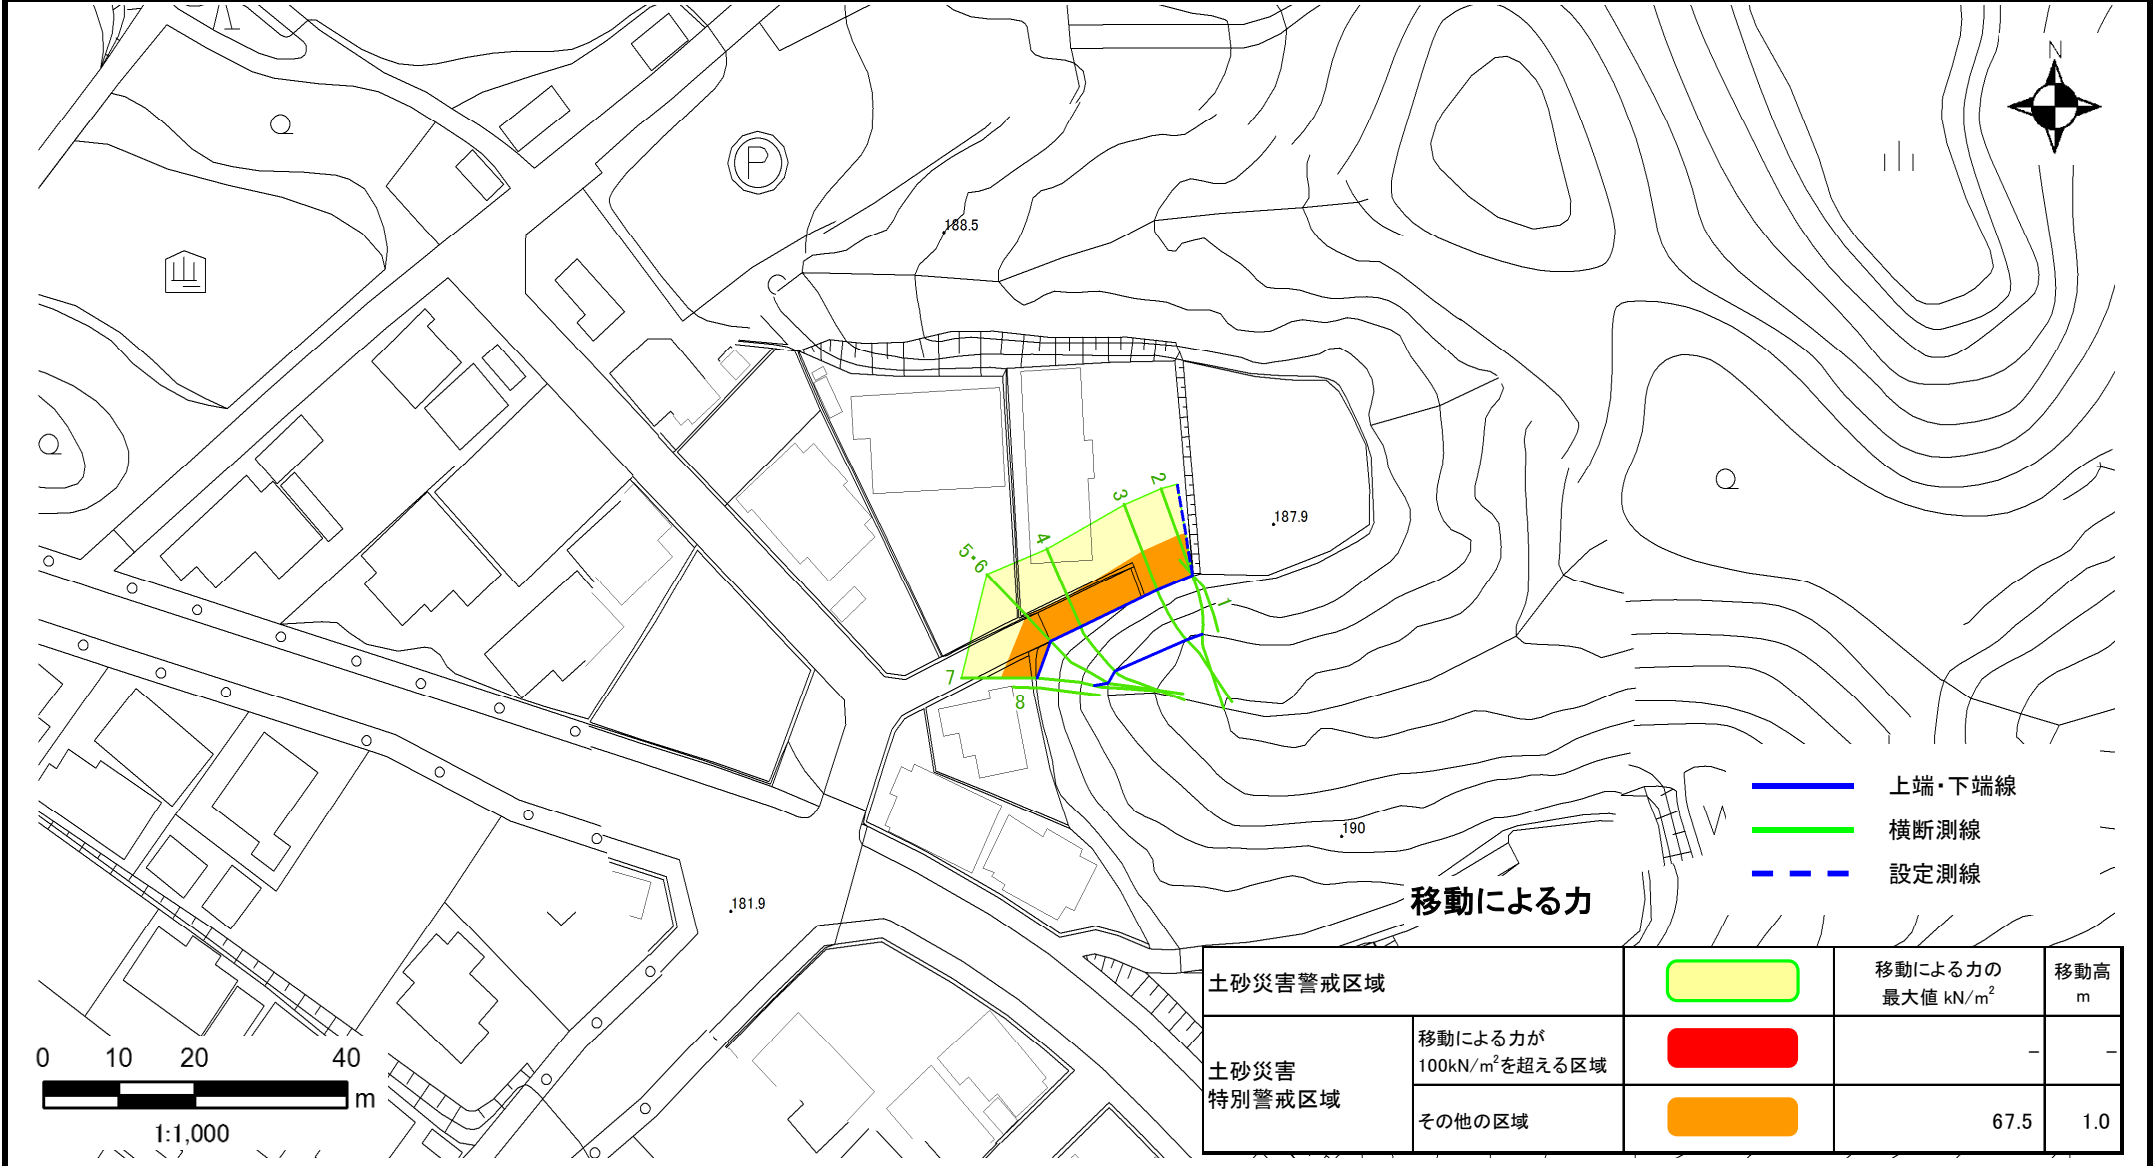 N
P
188.5
2
3
187.9
4
5・6
1
7
8
上端・下端線
横断測線
設定測線
190
移動による力
181.9
土砂災害警戒区域
移動による力の
最大値 kN/m²
移動高
m
土砂災害
特別警戒区域
移動による力が
100kN/m²を超える区域
-
-
その他の区域
67.5
1.0
0 10 20 40
m
1:1,000